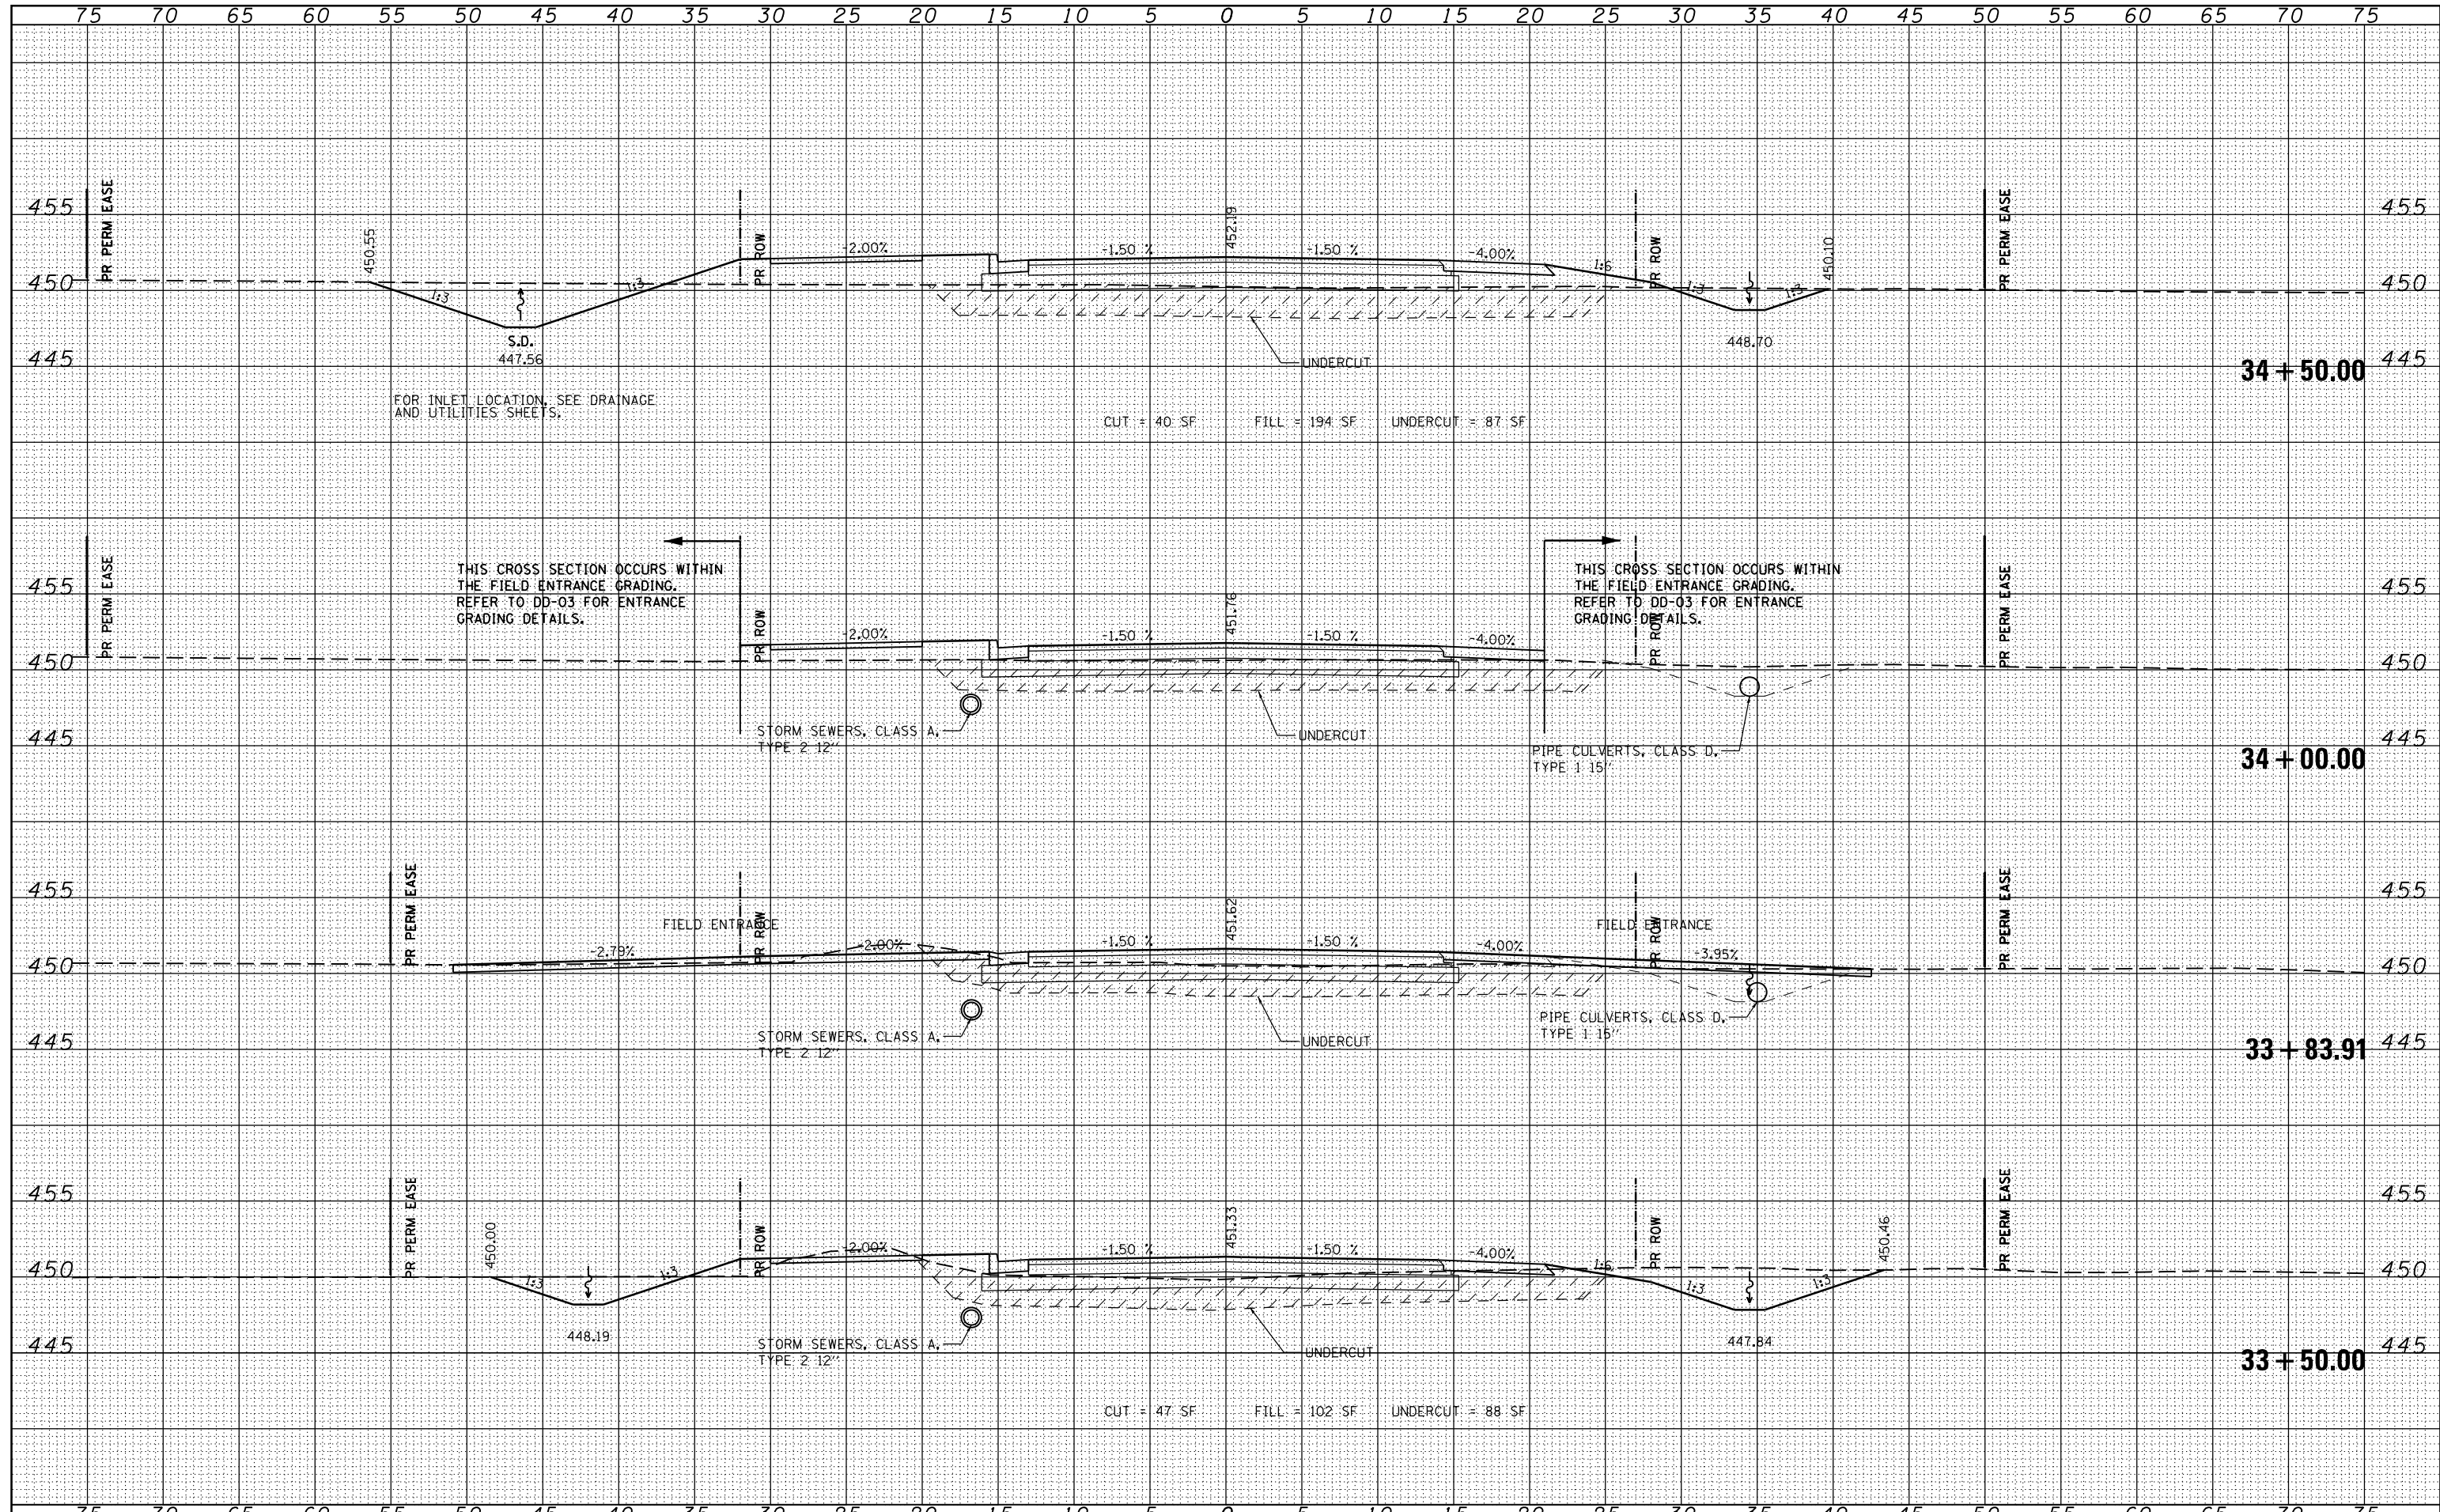 75 70 65 60 55 50 45 40 35 30 25 20 15 10 5 0 5 10 15 20 25 30 35 40 45 50 55 60 65 70 75
PR PERM EASE
450.55
PR ROW
452.19
PR ROW
450.10
PR PERM EASE
455 455
-2.00%
-1.50 %
-1.50 %
-4.00%
1:6
450 450
1:3
1:3
1:3
1:3
S.D.
447.56
448.70
UNDERCUT
445 445
34+50.00
FOR INLET LOCATION, SEE DRAINAGE
AND UTILITIES SHEETS.
CUT = 40 SF FILL = 194 SF UNDERCUT = 87 SF
PR PERM EASE
THIS CROSS SECTION OCCURS WITHIN
THE FIELD ENTRANCE GRADING.
REFER TO DD-03 FOR ENTRANCE
GRADING DETAILS.
PR ROW
451.76
THIS CROSS SECTION OCCURS WITHIN
THE FIELD ENTRANCE GRADING.
REFER TO DD-03 FOR ENTRANCE
GRADING DETAILS.
PR ROW
PR PERM EASE
455 455
-2.00%
-1.50 %
-1.50 %
-4.00%
450 450
STORM SEWERS, CLASS A,
TYPE 2 12"
UNDERCUT
PIPE CULVERTS, CLASS D,
TYPE 1 15"
445 445
34+00.00
PR PERM EASE
455 455
FIELD ENTRANCE
PR ROW
451.62
FIELD ENTRANCE
PR ROW
PR PERM EASE
-2.79%
-2.00%
-1.50 %
-1.50 %
-4.00%
-3.95%
450 450
STORM SEWERS, CLASS A,
TYPE 2 12"
UNDERCUT
PIPE CULVERTS, CLASS D,
TYPE 1 15"
445 445
33+83.91
PR PERM EASE
450.00
PR ROW
451.33
PR ROW
450.46
PR PERM EASE
455 455
-2.00%
-1.50 %
-1.50 %
-4.00%
1:6
450 450
1:3
1:3
1:3
1:3
448.19
447.84
STORM SEWERS, CLASS A,
TYPE 2 12"
UNDERCUT
445 445
33+50.00
CUT = 47 SF FILL = 102 SF UNDERCUT = 88 SF
75 70 65 60 55 50 45 40 35 30 25 20 15 10 5 0 5 10 15 20 25 30 35 40 45 50 55 60 65 70 75